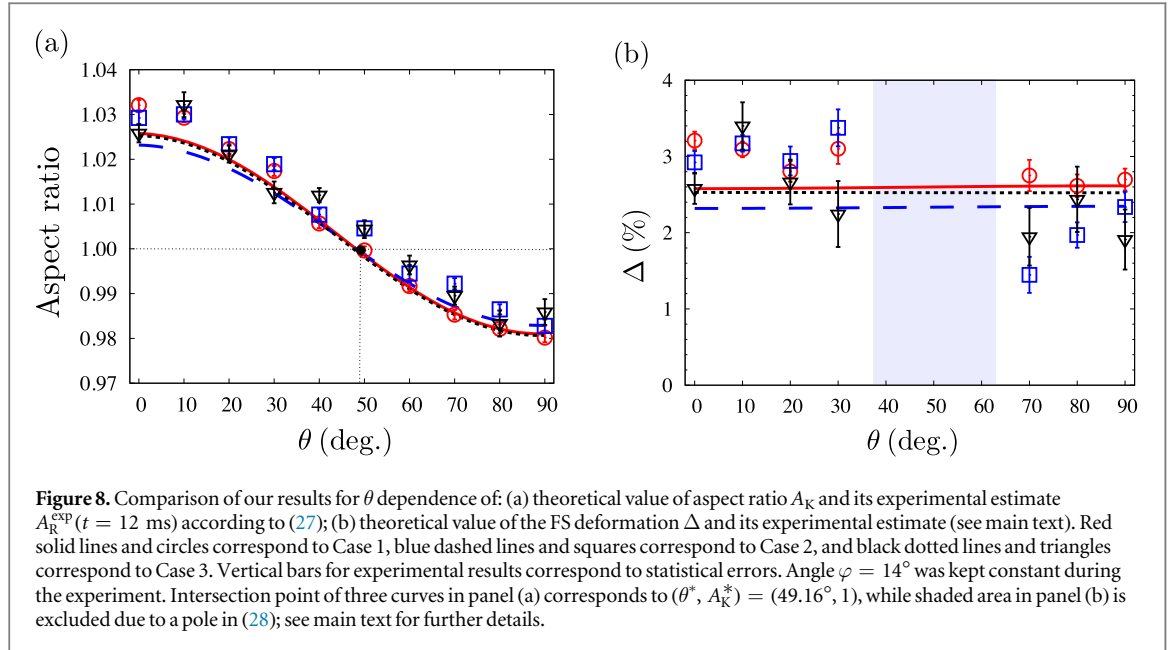 (a)
1.04
1.03
1.02
1.01
1.00
0.99
0.98
0.97
Aspect ratio
0 10 20 30 40 50 60 70 80 90
θ (deg.)
(b)
4
3
2
1
0
Δ (%)
0 10 20 30 40 50 60 70 80 90
θ (deg.)
Figure 8. Comparison of our results for θ dependence of: (a) theoretical value of aspect ratio A_K and its experimental estimate
A_R^exp(t = 12 ms) according to (27); (b) theoretical value of the FS deformation Δ and its experimental estimate (see main text). Red
solid lines and circles correspond to Case 1, blue dashed lines and squares correspond to Case 2, and black dotted lines and triangles
correspond to Case 3. Vertical bars for experimental results correspond to statistical errors. Angle φ = 14° was kept constant during
the experiment. Intersection point of three curves in panel (a) corresponds to (θ*, A_K^*) = (49.16°, 1), while shaded area in panel (b) is
excluded due to a pole in (28); see main text for further details.